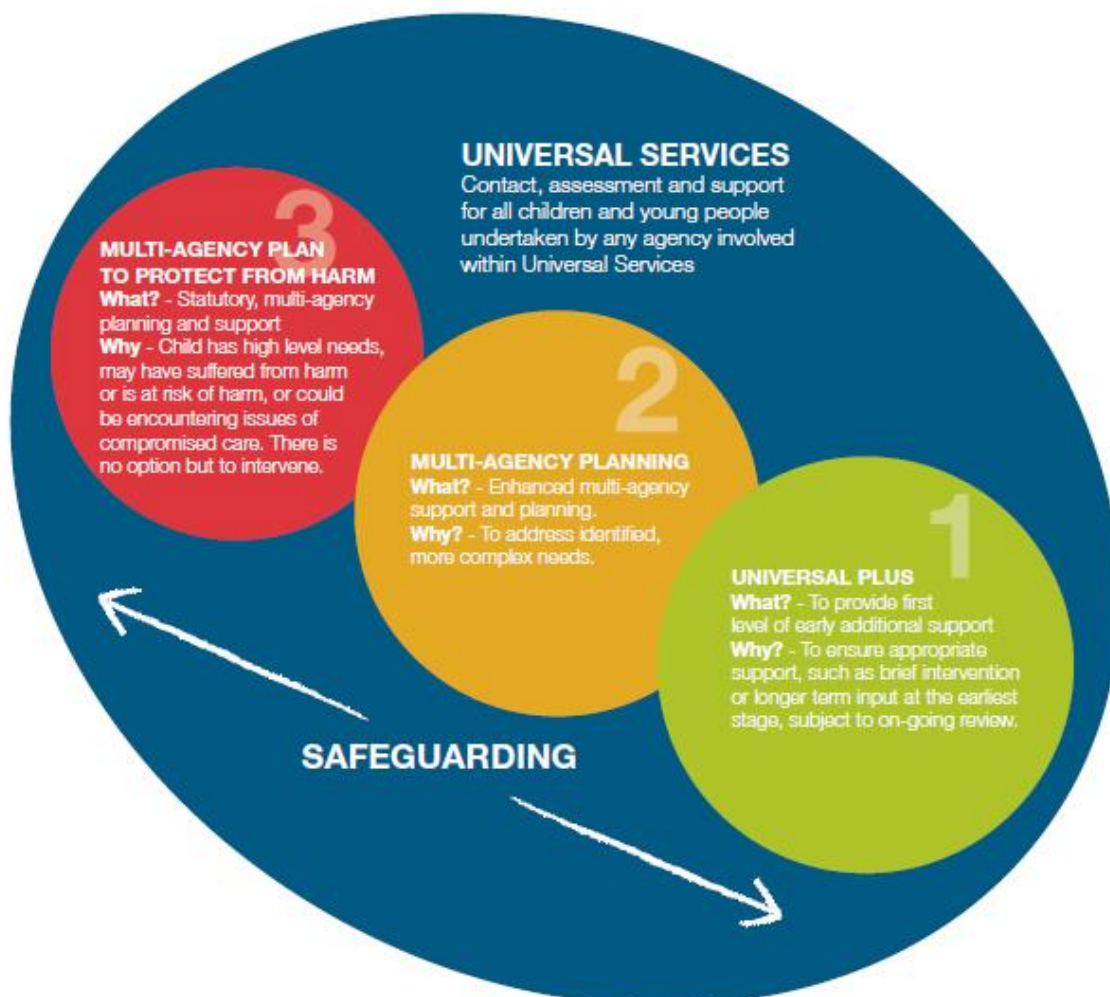 UNIVERSAL SERVICES
Contact, assessment and support
for all children and young people
undertaken by any agency involved
within Universal Services
3
MULTI-AGENCY PLAN
TO PROTECT FROM HARM
What? - Statutory, multi-agency
planning and support
Why - Child has high level needs,
may have suffered from harm
or is at risk of harm, or could
be encountering issues of
compromised care. There is
no option but to intervene.
2
MULTI-AGENCY PLANNING
What? - Enhanced multi-agency
support and planning.
Why? - To address identified,
more complex needs.
1
UNIVERSAL PLUS
What? - To provide first
level of early additional support
Why? - To ensure appropriate
support, such as brief intervention
or longer term input at the earliest
stage, subject to on-going review.
SAFEGUARDING